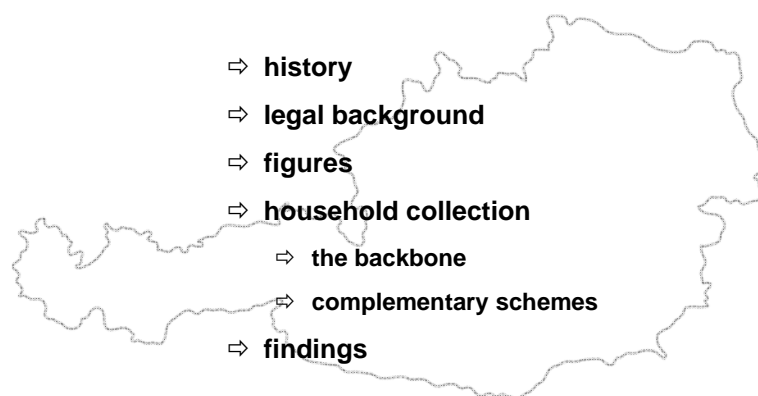 ⇨ history
⇨ legal background
⇨ figures
⇨ household collection
⇨ the backbone
⇨ complementary schemes
⇨ findings